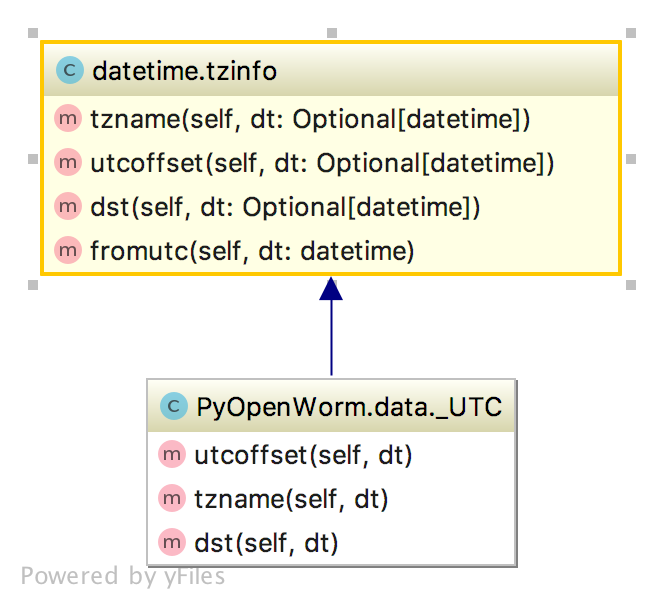 C datetime.tzinfo
m tzname(self, dt: Optional[datetime])
m utcoffset(self, dt: Optional[datetime])
m dst(self, dt: Optional[datetime])
m fromutc(self, dt: datetime)
C PyOpenWorm.data._UTC
m utcoffset(self, dt)
m tzname(self, dt)
m dst(self, dt)
Powered by yFiles